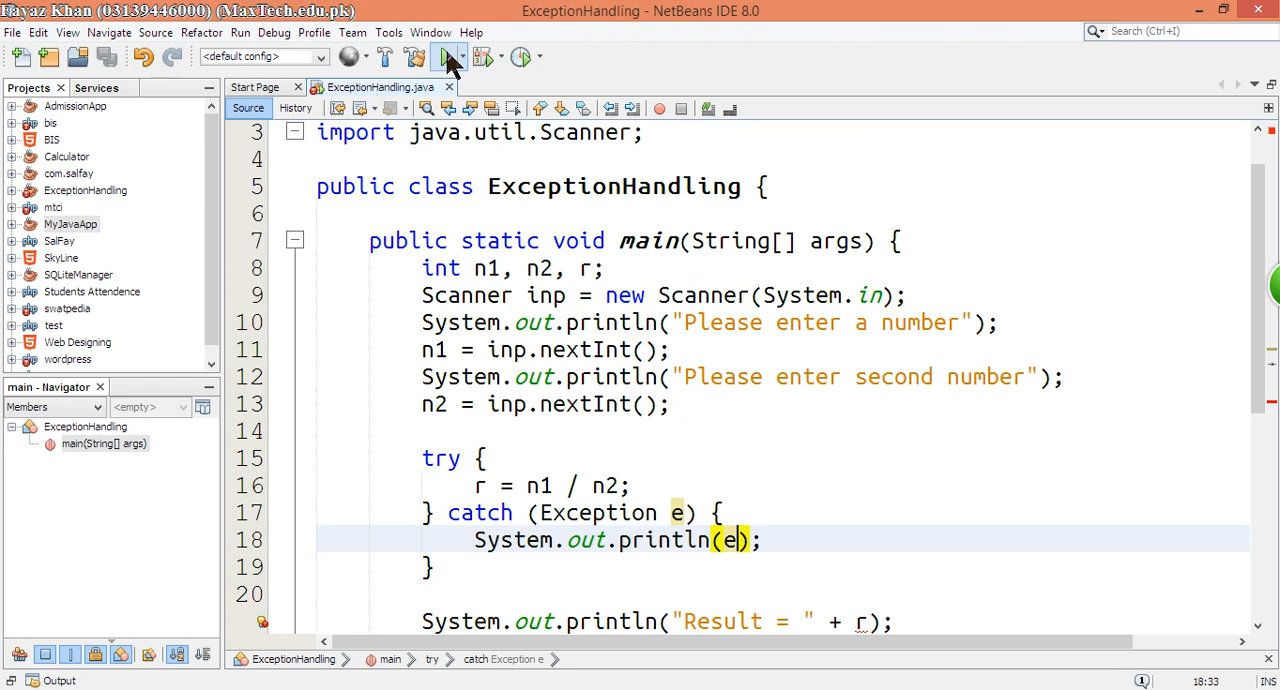 Fayaz Khan (03139446000) (MaxTech.edu.pk)
ExceptionHandling - NetBeans IDE 8.0
File Edit View Navigate Source Refactor Run Debug Profile Team Tools Window Help
Search (Ctrl+I)
<default config>
Projects Services
Start Page ExceptionHandling.java
Source History
AdmissionApp
bis
BIS
Calculator
com.salfay
ExceptionHandling
mtci
MyJavaApp
SalFay
SkyLine
SQLiteManager
Students Attendence
swatpedia
test
Web Designing
wordpress
main - Navigator
Members <empty>
ExceptionHandling
main(String[] args)
3 import java.util.Scanner;
4
5 public class ExceptionHandling {
6
7 public static void main(String[] args) {
8 int n1, n2, r;
9 Scanner inp = new Scanner(System.in);
10 System.out.println("Please enter a number");
11 n1 = inp.nextInt();
12 System.out.println("Please enter second number");
13 n2 = inp.nextInt();
14
15 try {
16 r = n1 / n2;
17 } catch (Exception e) {
18 System.out.println(e);
19 }
20
System.out.println("Result = " + r);
ExceptionHandling main try catch Exception e
Output
1
18:33 INS